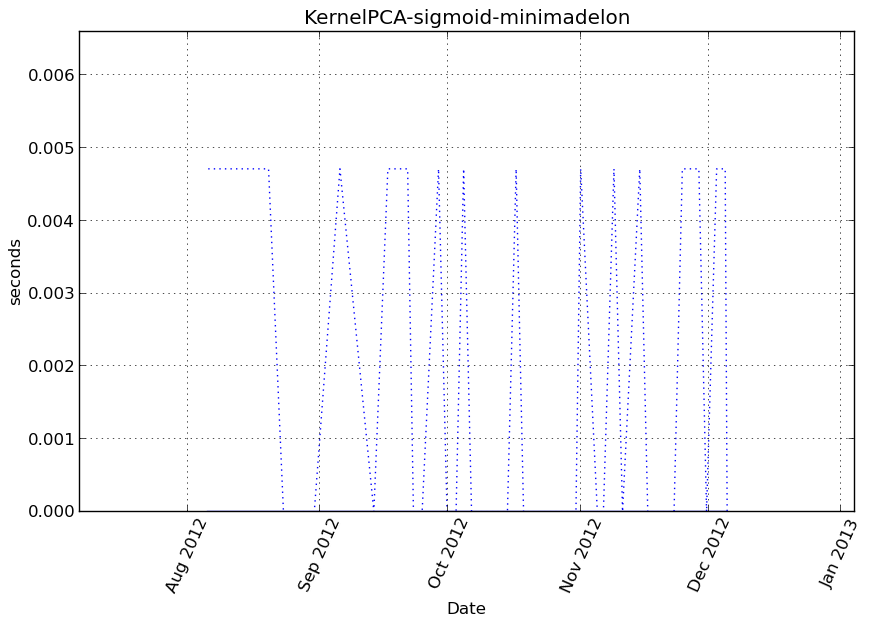 KernelPCA-sigmoid-minimadelon
0.006
0.005
0.004
0.003
0.002
0.001
0.000
seconds
Aug 2012
Sep 2012
Oct 2012
Nov 2012
Dec 2012
Jan 2013
Date